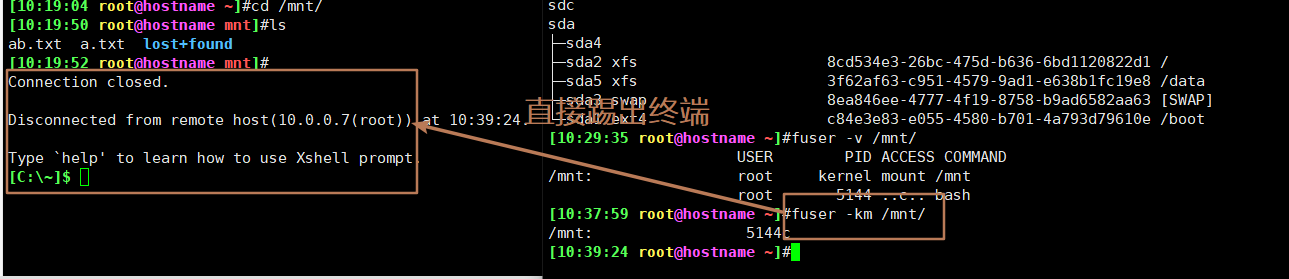 [10:19:04 root@hostname ~]#cd /mnt/
[10:19:50 root@hostname mnt]#ls
ab.txt  a.txt  lost+found
[10:19:52 root@hostname mnt]#
Connection closed.
Disconnected from remote host(10.0.0.7(root)) at 10:39:24.
Type `help' to learn how to use Xshell prompt.
[C:\~]$
直接踢出终端
sdc
sda
├─sda4
├─sda2 xfs 8cd534e3-26bc-475d-b636-6bd1120822d1 /
├─sda5 xfs 3f62af63-c951-4579-9ad1-e638b1fc19e8 /data
├─sda3 swap 8ea846ee-4777-4f19-8758-b9ad6582aa63 [SWAP]
└─sda1 ext4 c84e3e83-e055-4580-b701-4a793d79610e /boot
[10:29:35 root@hostname ~]#fuser -v /mnt/
USER PID ACCESS COMMAND
/mnt: root kernel mount /mnt
root 5144 ..c.. bash
[10:37:59 root@hostname ~]#fuser -km /mnt/
/mnt: 5144c
[10:39:24 root@hostname ~]#